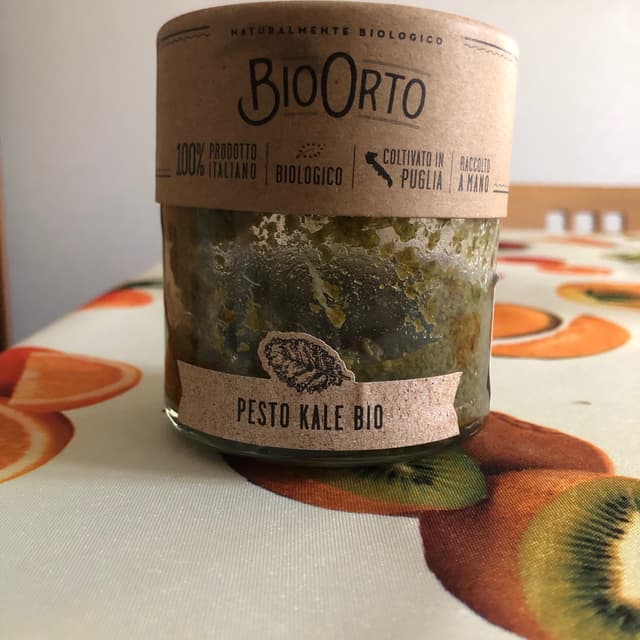 NATURALMENTE BIOLOGICO
BIOORTO
100% PRODOTTO ITALIANO
BIOLOGICO
COLTIVATO IN PUGLIA
RACCOLTO A MANO
PESTO KALE BIO